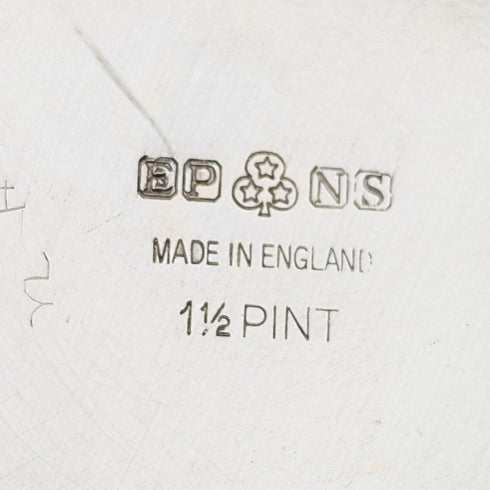 EP NS
MADE IN ENGLAND
1½ PINT